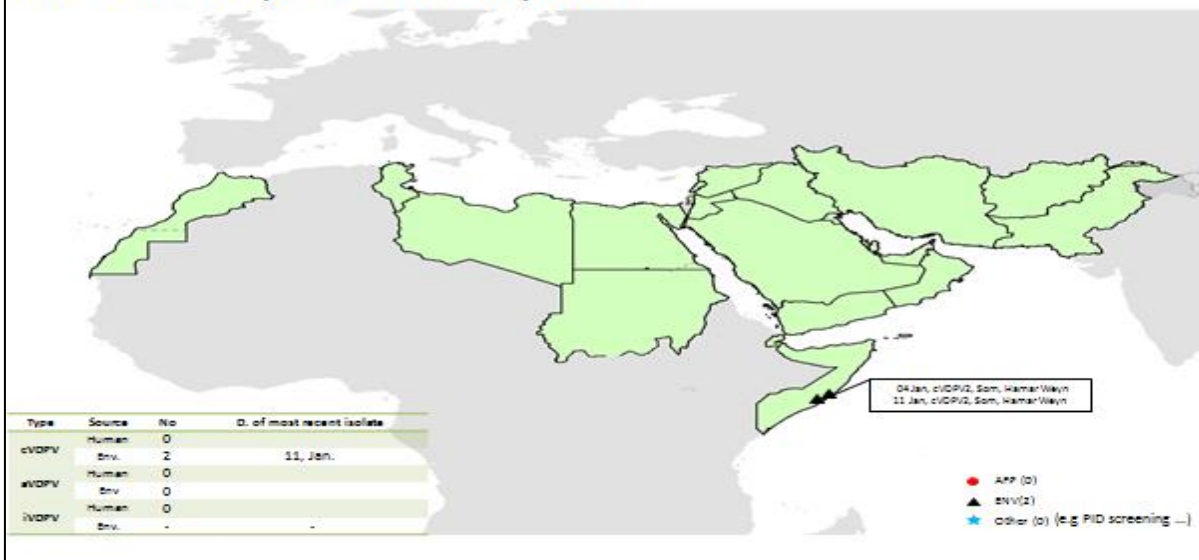 04 Jan, cVDPV2, Som, Hamar Weyn
11 Jan, cVDPV2, Som, Hamar Weyn
Type Source No D. of most recent isolate
cVDPV Human 0
Env. 2 11, Jan.
aVDPV Human 0
Env 0
iVDPV Human 0
Env. - -
AFP (0)
ENV(2)
Other (0) (e.g PID screening ...)